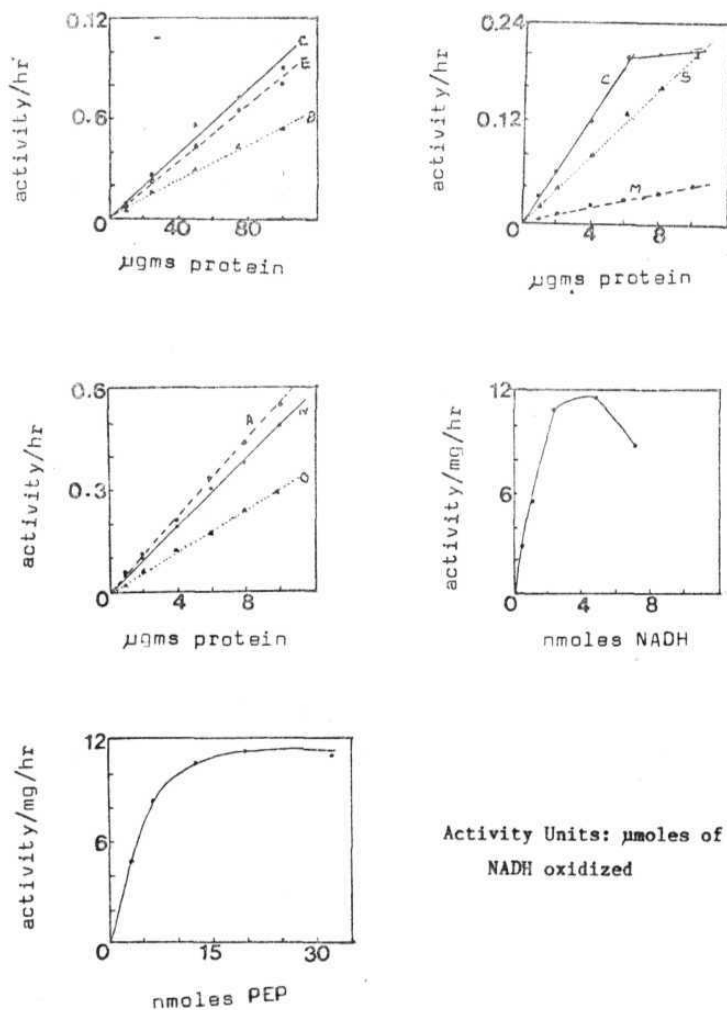 0.12
C
E
0.6
D
activity/hr
0
40
80
µgms protein
0.24
C
S
0.12
M
activity/hr
0
4
8
µgms protein
0.6
A
N
0.3
O
activity/hr
0
4
8
µgms protein
12
6
activity/mg/hr
0
4
8
nmoles NADH
12
6
activity/mg/hr
0
15
30
nmoles PEP
Activity Units: µmoles of
NADH oxidized